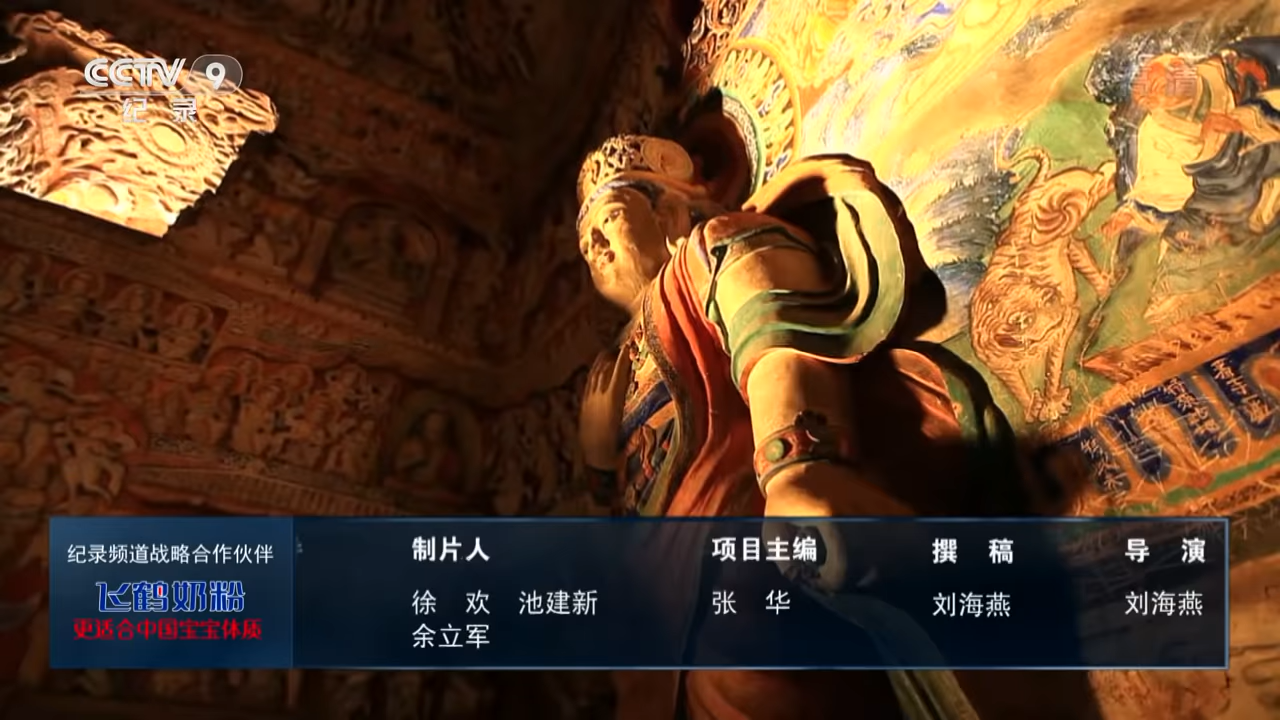 CCTV 9
纪 录
高清
纪录频道战略合作伙伴
飞鹤奶粉
更适合中国宝宝体质
制片人
徐 欢 池建新
余立军
项目主编
张 华
撰 稿
刘海燕
导 演
刘海燕